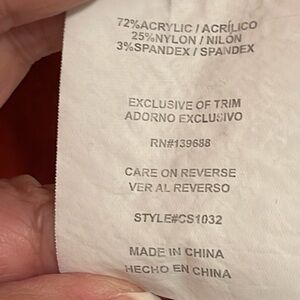 72%ACRYLIC / ACRÍLICO
25%NYLON / NILÓN
3%SPANDEX / SPANDEX
EXCLUSIVE OF TRIM
ADORNO EXCLUSIVO
RN#139688
CARE ON REVERSE
VER AL REVERSO
STYLE#CS1032
MADE IN CHINA
HECHO EN CHINA